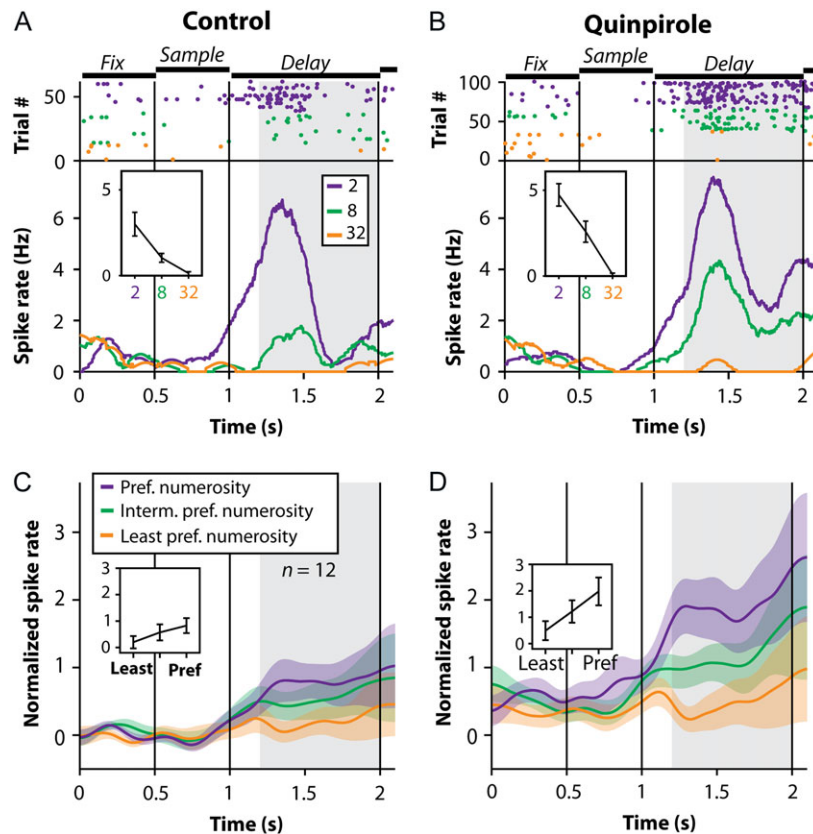 A
Control
Fix
Sample
Delay
Trial #
50
0
Spike rate (Hz)
6
4
2
0
5
0
2 8 32
2
8
32
0 0.5 1 1.5 2
Time (s)
B
Quinpirole
Fix
Sample
Delay
Trial #
100
50
0
Spike rate (Hz)
6
4
2
0
5
0
2 8 32
0 0.5 1 1.5 2
Time (s)
C
Pref. numerosity
Interm. pref. numerosity
Least pref. numerosity
n = 12
Normalized spike rate
3
2
1
0
3
2
1
0
Least Pref
0 0.5 1 1.5 2
Time (s)
D
Normalized spike rate
3
2
1
0
3
2
1
0
Least Pref
0 0.5 1 1.5 2
Time (s)